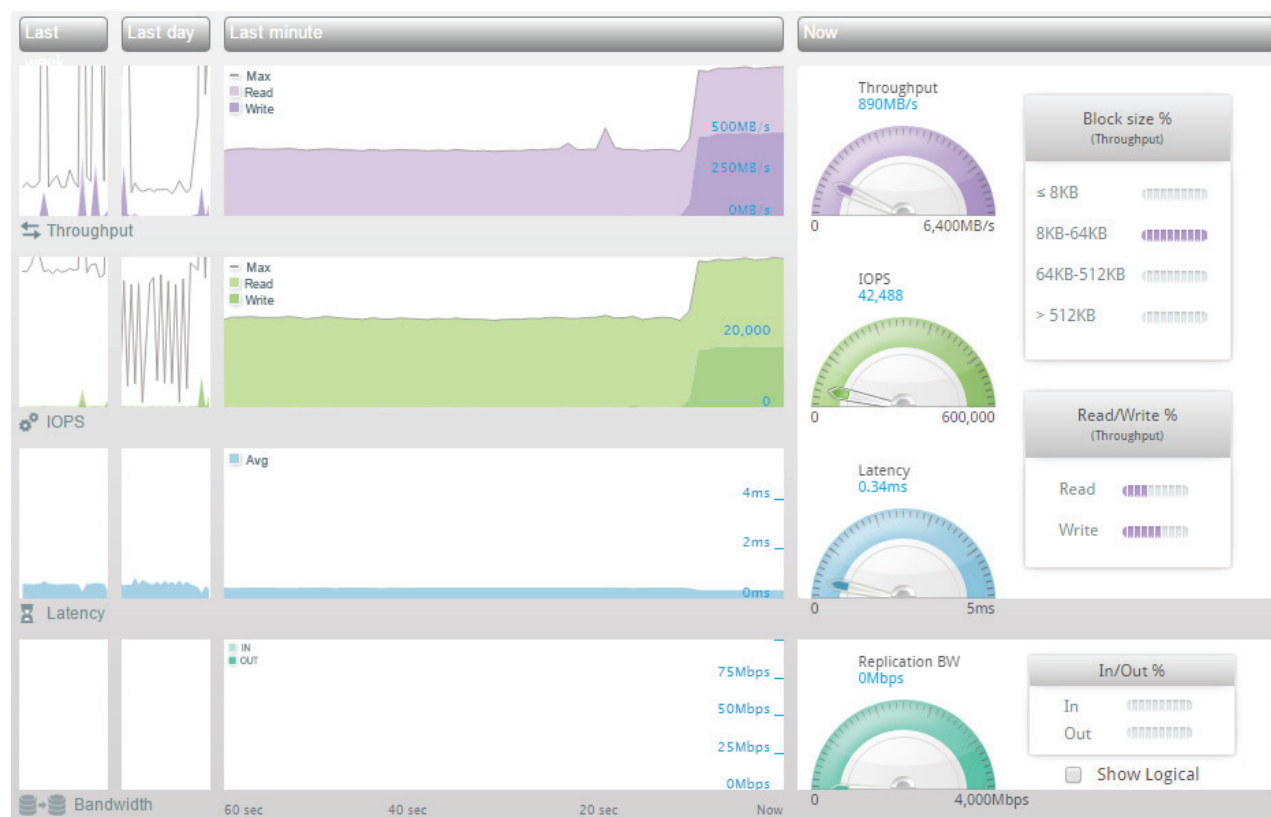 Last
week
Last day
Last minute
Now
Max
Read
Write
500MB/s
250MB/s
0MB/s
Throughput
Throughput
890MB/s
0
6,400MB/s
Block size %
(Throughput)
≤ 8KB
8KB-64KB
64KB-512KB
> 512KB
Max
Read
Write
20,000
0
IOPS
IOPS
42,488
0
600,000
Read/Write %
(Throughput)
Read
Write
Avg
4ms
2ms
0ms
Latency
Latency
0.34ms
0
5ms
IN
OUT
75Mbps
50Mbps
25Mbps
0Mbps
Bandwidth
60 sec
40 sec
20 sec
Now
Replication BW
0Mbps
0
4,000Mbps
In/Out %
In
Out
Show Logical